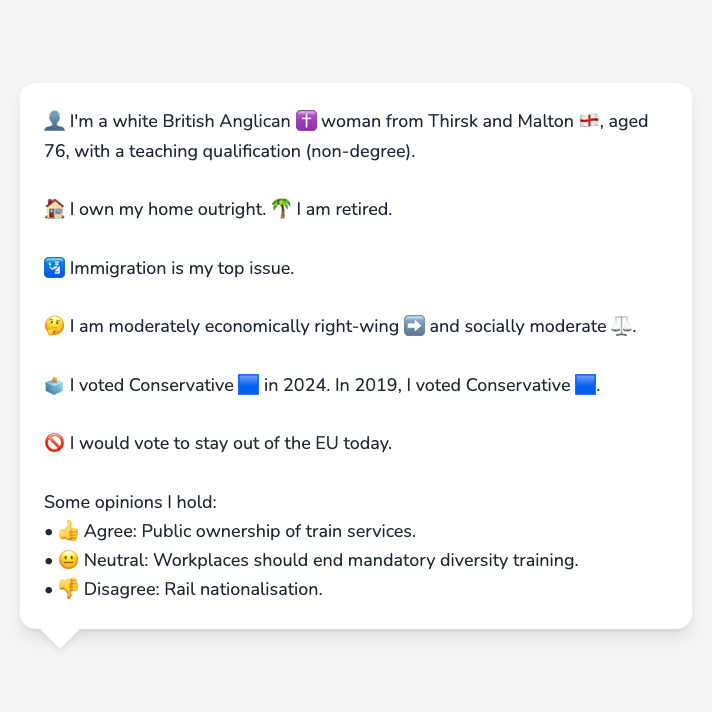 👤 I'm a white British Anglican ✝️ woman from Thirsk and Malton 🏴󠁧󠁢󠁥󠁮󠁧󠁿, aged
76, with a teaching qualification (non-degree).
🏠 I own my home outright. 🌴 I am retired.
🛂 Immigration is my top issue.
🤔 I am moderately economically right-wing ➡️ and socially moderate ⚖️.
🗳️ I voted Conservative 🟦 in 2024. In 2019, I voted Conservative 🟦.
🚫 I would vote to stay out of the EU today.
Some opinions I hold:
• 👍 Agree: Public ownership of train services.
• 😐 Neutral: Workplaces should end mandatory diversity training.
• 👎 Disagree: Rail nationalisation.